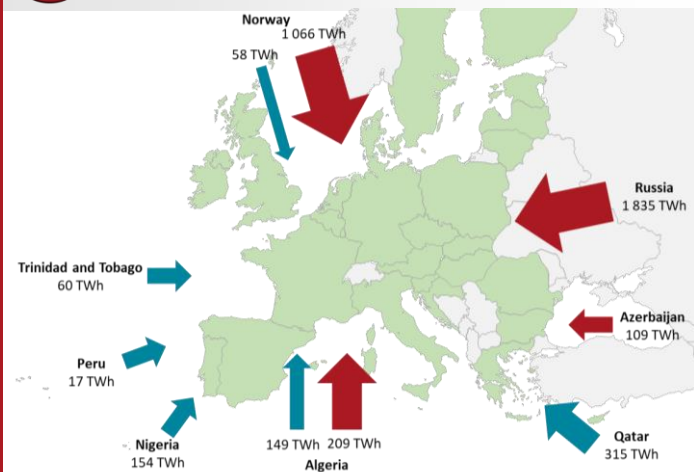 Norway
1 066 TWh
58 TWh
Russia
1 835 TWh
Trinidad and Tobago
60 TWh
Azerbaijan
109 TWh
Peru
17 TWh
Nigeria
154 TWh
149 TWh 209 TWh
Algeria
Qatar
315 TWh